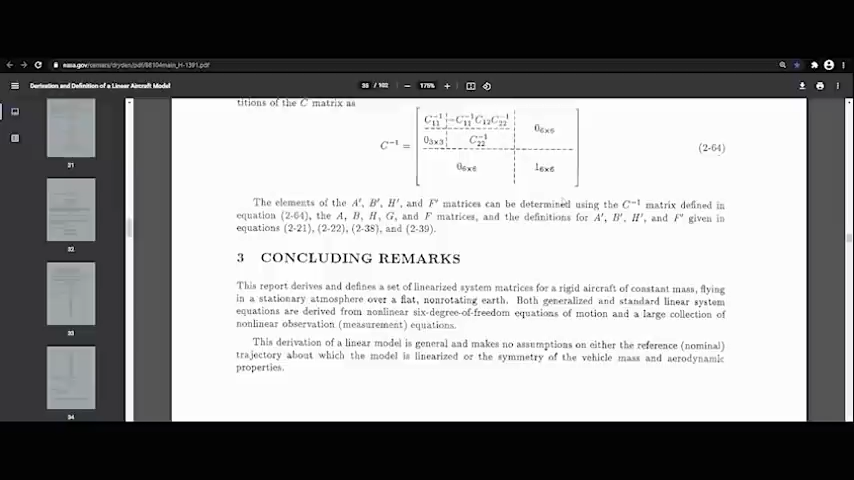 nasa.gov/centers/dryden/pdf/88104main_H-1391.pdf
Derivation and Definition of a Linear Aircraft Model
35 / 102
175%
titions of the C matrix as
C⁻¹ = [ C₁₁⁻¹ -C₁₁⁻¹C₁₂C₂₂⁻¹ 0₆ₓ₆
0₃ₓ₃ C₂₂⁻¹
0₆ₓ₆ 1₆ₓ₆ ]
(2-64)
The elements of the A′, B′, H′, and F′ matrices can be determined using the C⁻¹ matrix defined in
equation (2-64), the A, B, H, G, and F matrices, and the definitions for A′, B′, H′, and F′ given in
equations (2-21), (2-22), (2-38), and (2-39).
3 CONCLUDING REMARKS
This report derives and defines a set of linearized system matrices for a rigid aircraft of constant mass, flying
in a stationary atmosphere over a flat, nonrotating earth. Both generalized and standard linear system
equations are derived from nonlinear six-degree-of-freedom equations of motion and a large collection of
nonlinear observation (measurement) equations.
This derivation of a linear model is general and makes no assumptions on either the reference (nominal)
trajectory about which the model is linearized or the symmetry of the vehicle mass and aerodynamic
properties.
31
32
33
34